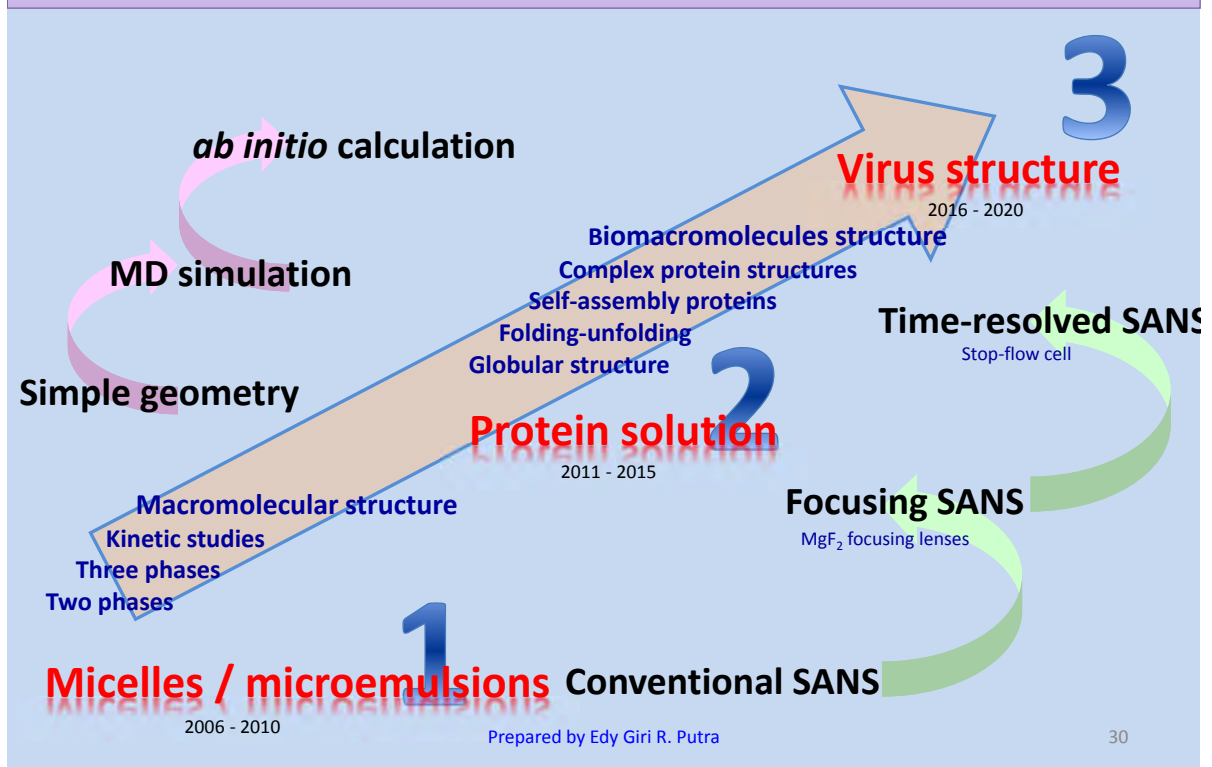 3
ab initio calculation
Virus structure
2016 - 2020
Biomacromolecules structure
MD simulation
Complex protein structures
Self-assembly proteins
Time-resolved SANS
Folding-unfolding
Stop-flow cell
Globular structure
Simple geometry
2
Protein solution
2011 - 2015
Macromolecular structure
Focusing SANS
Kinetic studies
MgF₂ focusing lenses
Three phases
Two phases
1
Micelles / microemulsions
Conventional SANS
2006 - 2010
Prepared by Edy Giri R. Putra
30